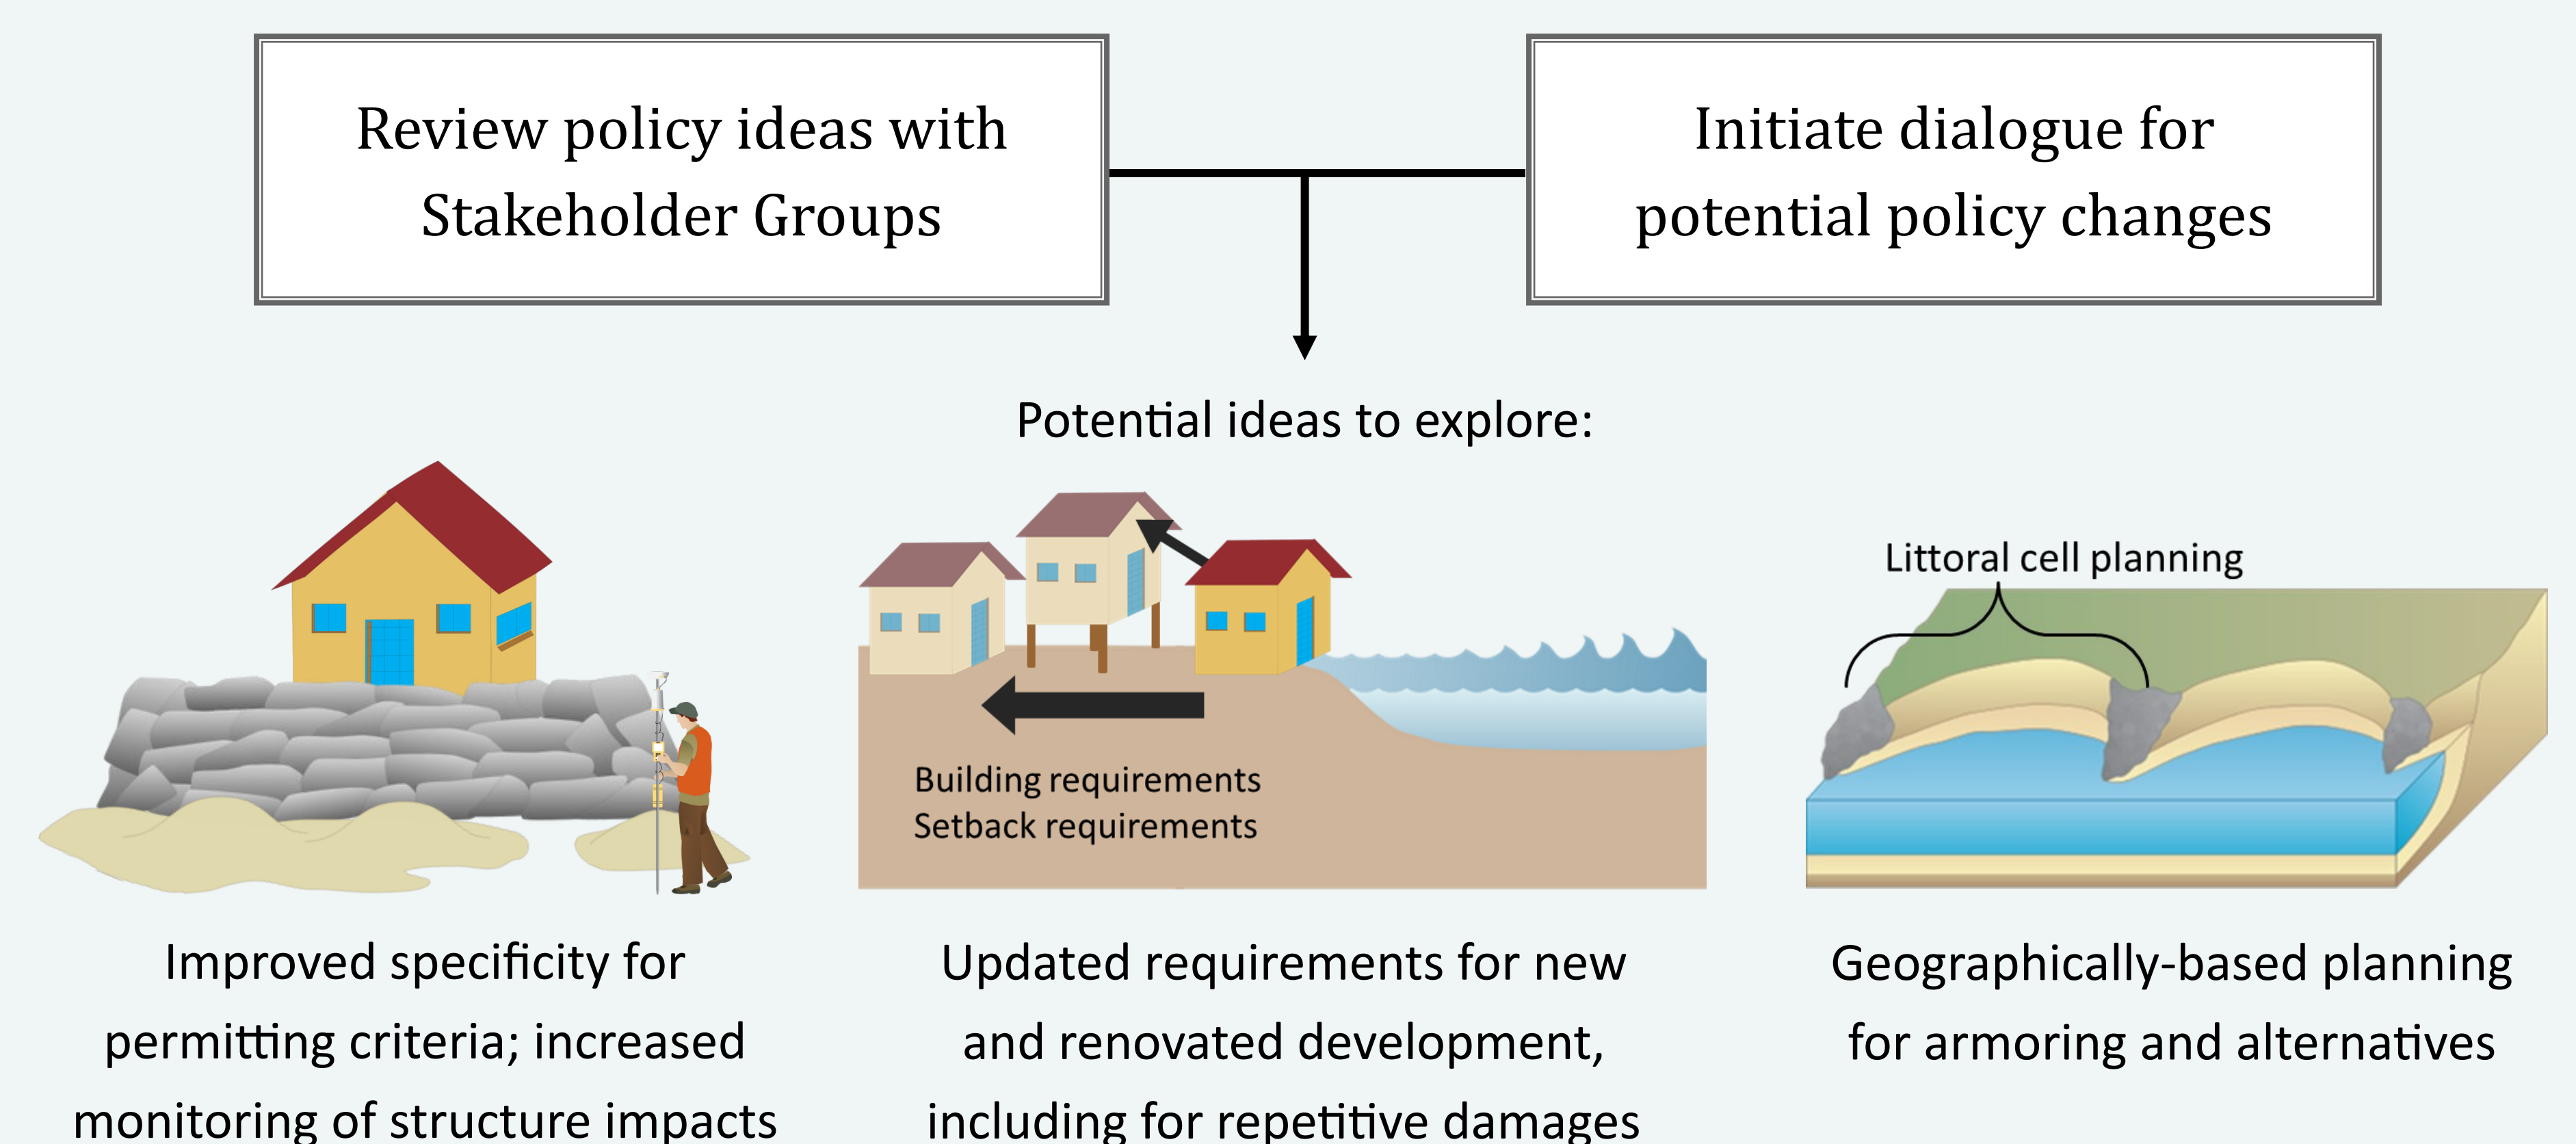 Review policy ideas with
Stakeholder Groups
Initiate dialogue for
potential policy changes
Potential ideas to explore:
Building requirements
Setback requirements
Littoral cell planning
Improved specificity for
permitting criteria; increased
monitoring of structure impacts
Updated requirements for new
and renovated development,
including for repetitive damages
Geographically-based planning
for armoring and alternatives